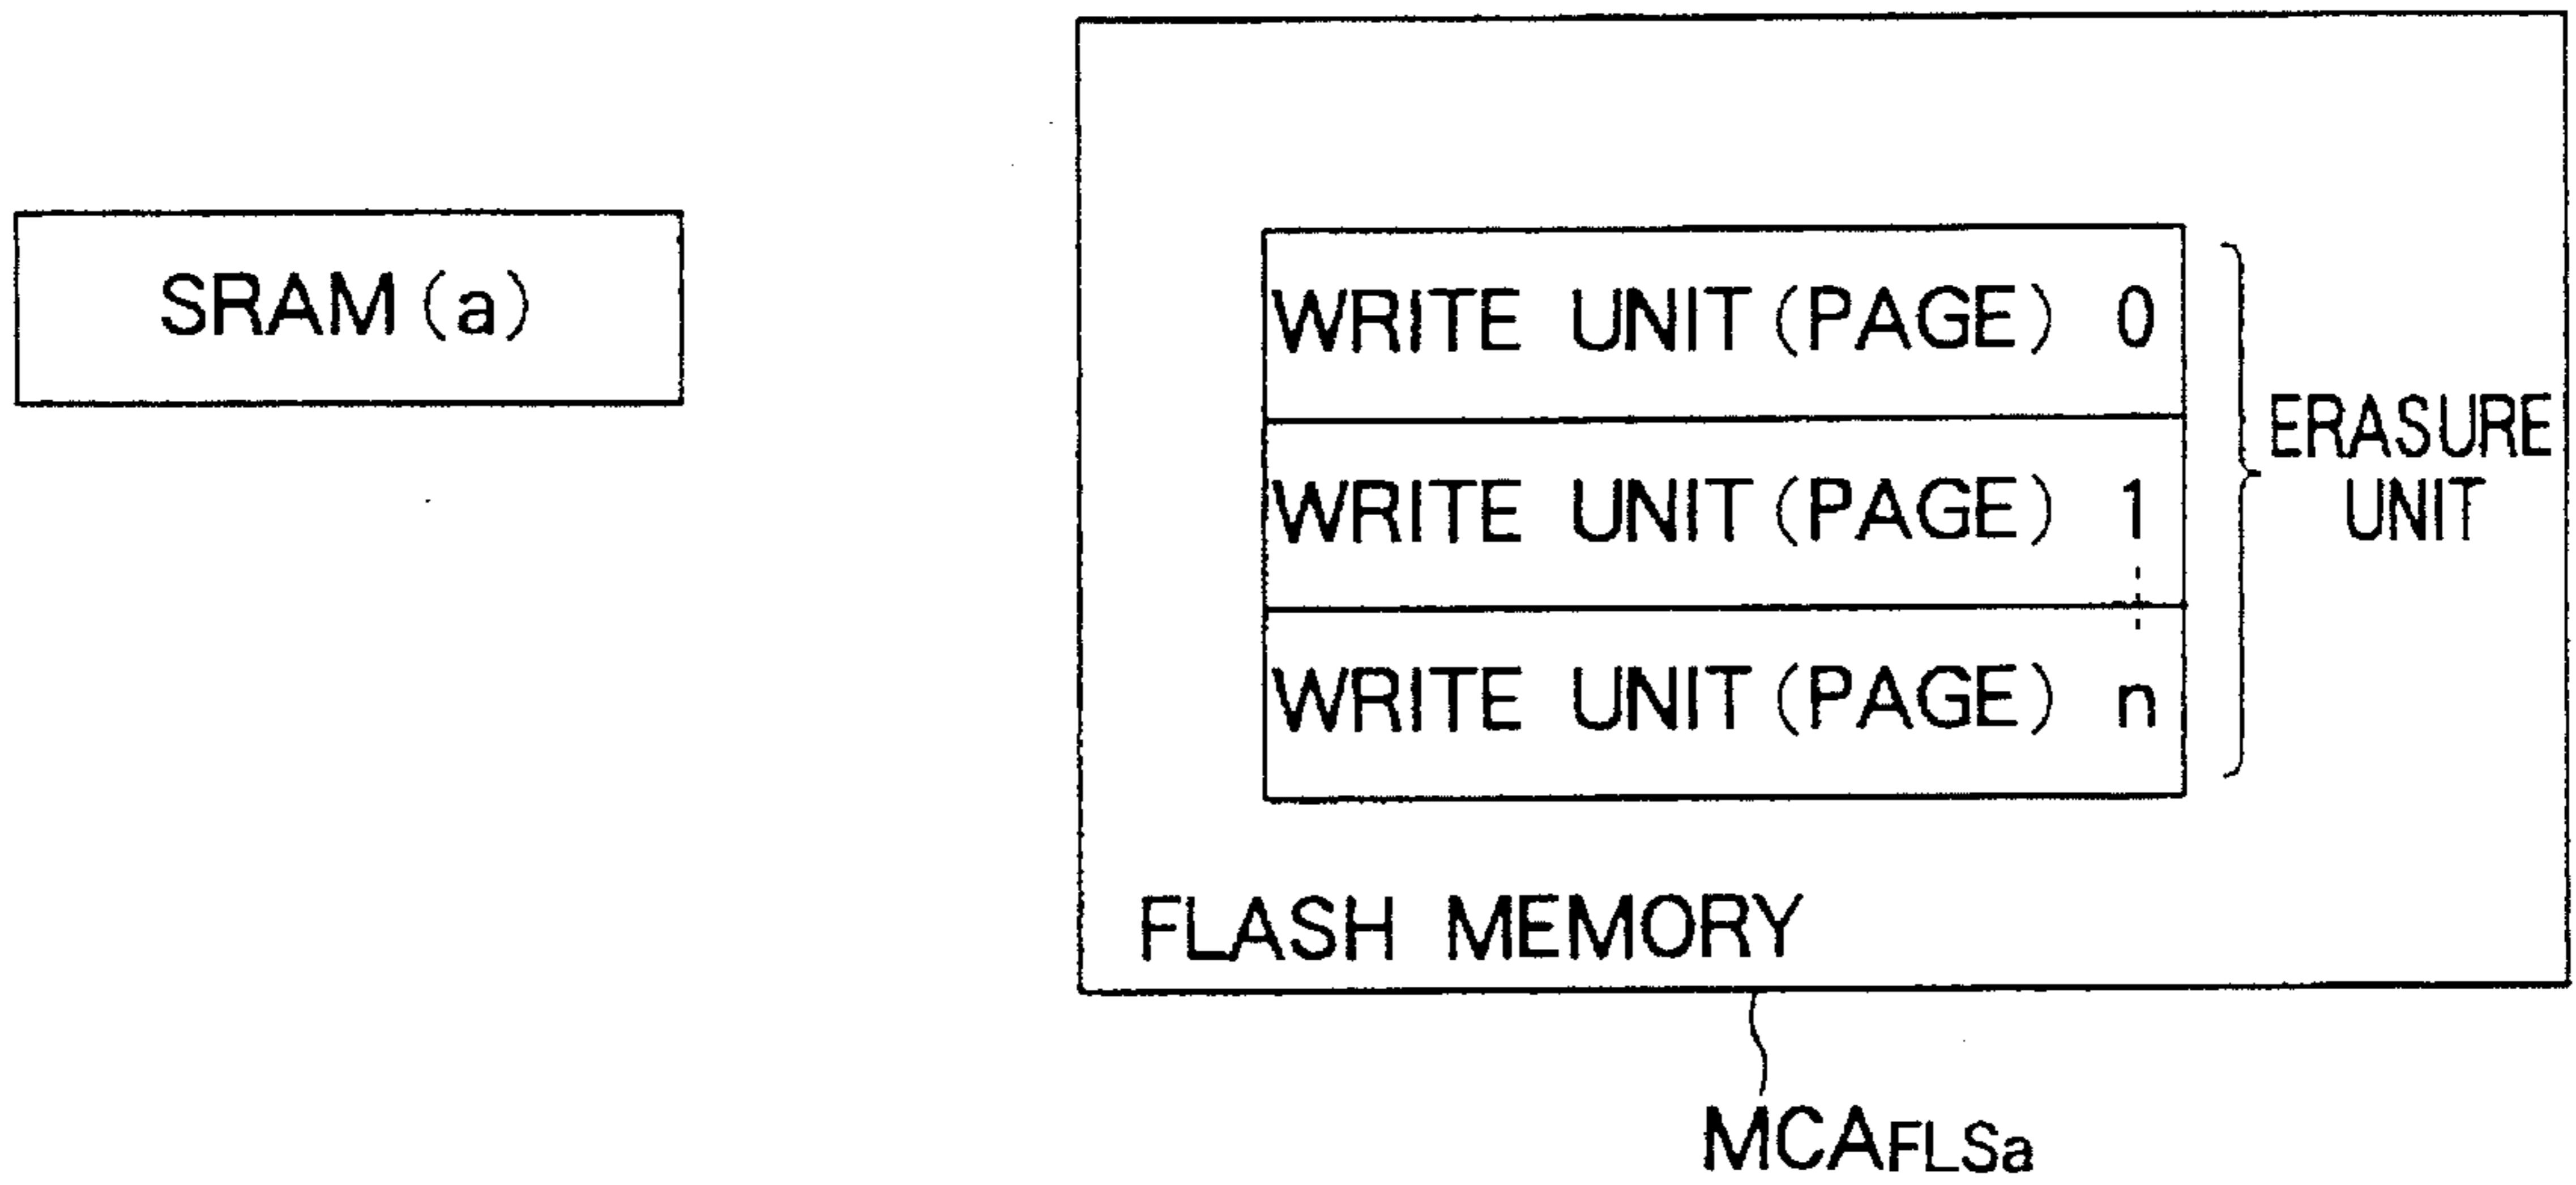 SRAM (a)
WRITE UNIT (PAGE) 0
WRITE UNIT (PAGE) 1
WRITE UNIT (PAGE) n
ERASURE
UNIT
FLASH MEMORY
MCAFLSa